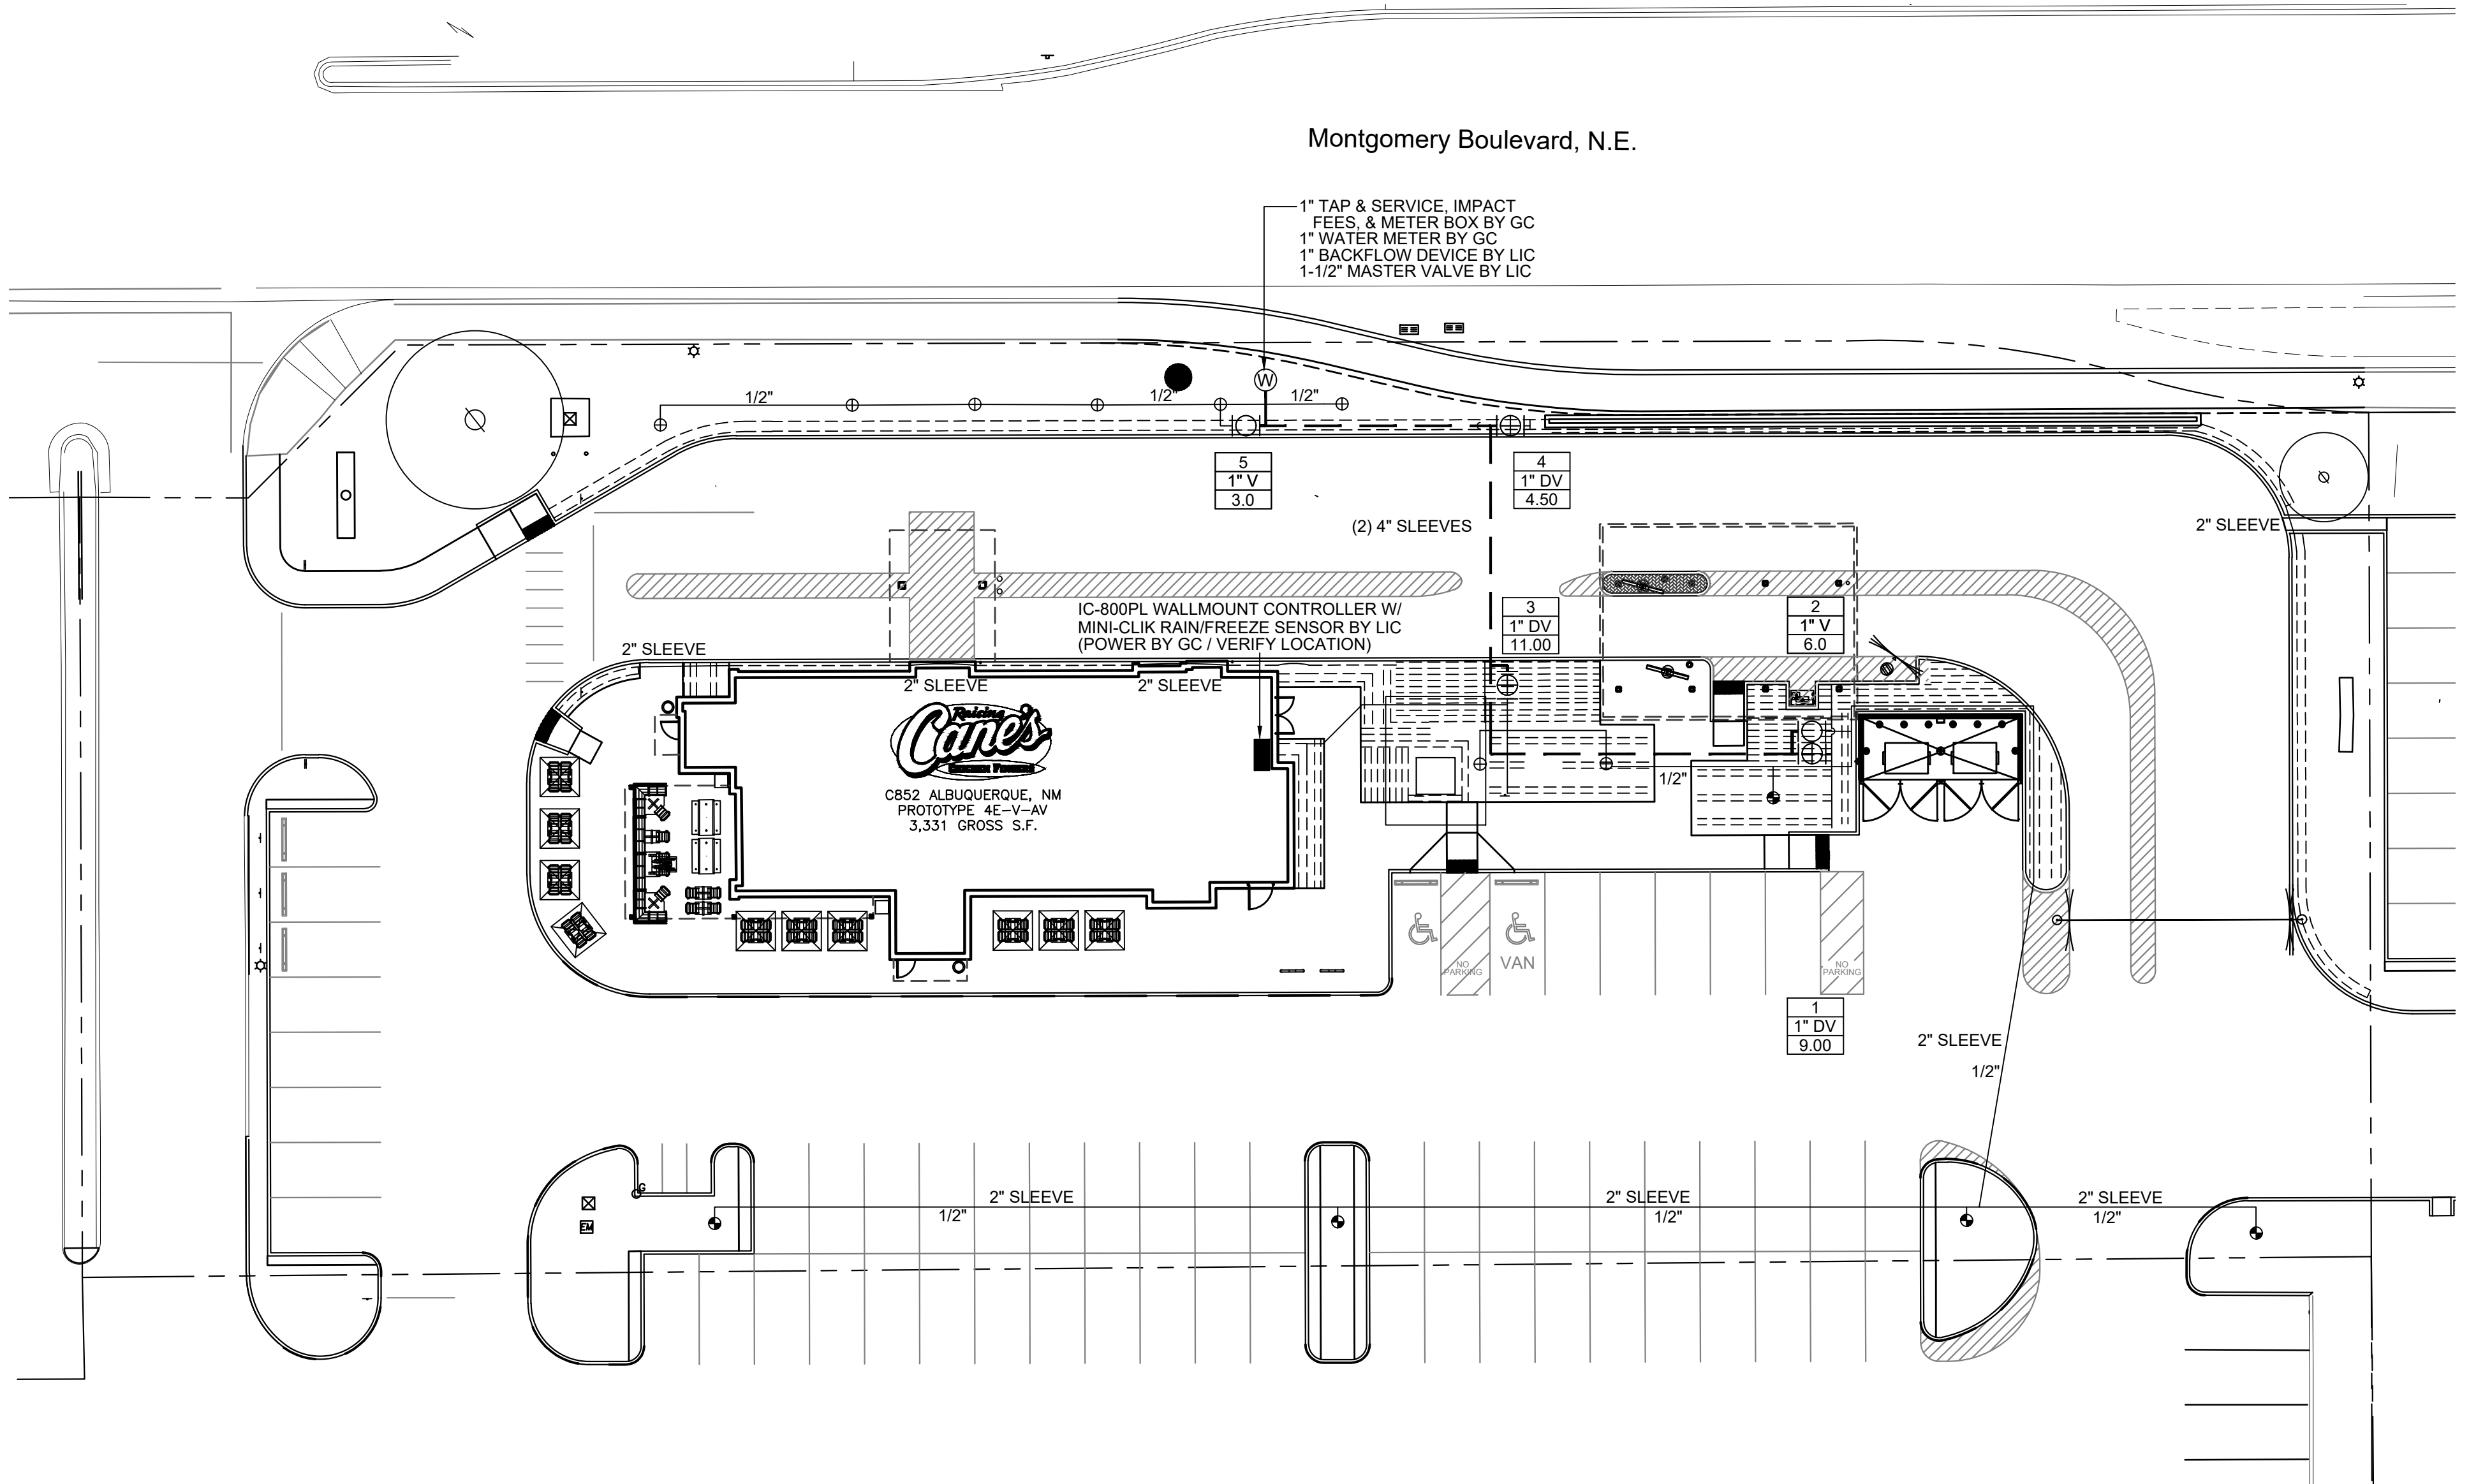 Montgomery Boulevard, N.E.
1" TAP & SERVICE, IMPACT
FEES, & METER BOX BY GC
1" WATER METER BY GC
1" BACKFLOW DEVICE BY LIC
1-1/2" MASTER VALVE BY LIC
W
1/2"
1/2"
1/2"
5
1" V
3.0
4
1" DV
4.50
(2) 4" SLEEVES
2" SLEEVE
IC-800PL WALLMOUNT CONTROLLER W/
MINI-CLIK RAIN/FREEZE SENSOR BY LIC
(POWER BY GC / VERIFY LOCATION)
3
1" DV
11.00
2
1" V
6.0
2" SLEEVE
2" SLEEVE
2" SLEEVE
Raising
Cane's
CHICKEN FINGERS
C852 ALBUQUERQUE, NM
PROTOTYPE 4E-V-AV
3,331 GROSS S.F.
1/2"
NO
PARKING
VAN
NO
PARKING
1
1" DV
9.00
2" SLEEVE
1/2"
G
EM
2" SLEEVE
1/2"
2" SLEEVE
1/2"
2" SLEEVE
1/2"